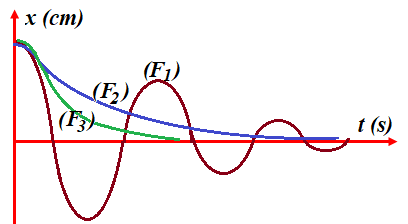 x (cm)
(F1)
(F2)
(F3)
t (s)